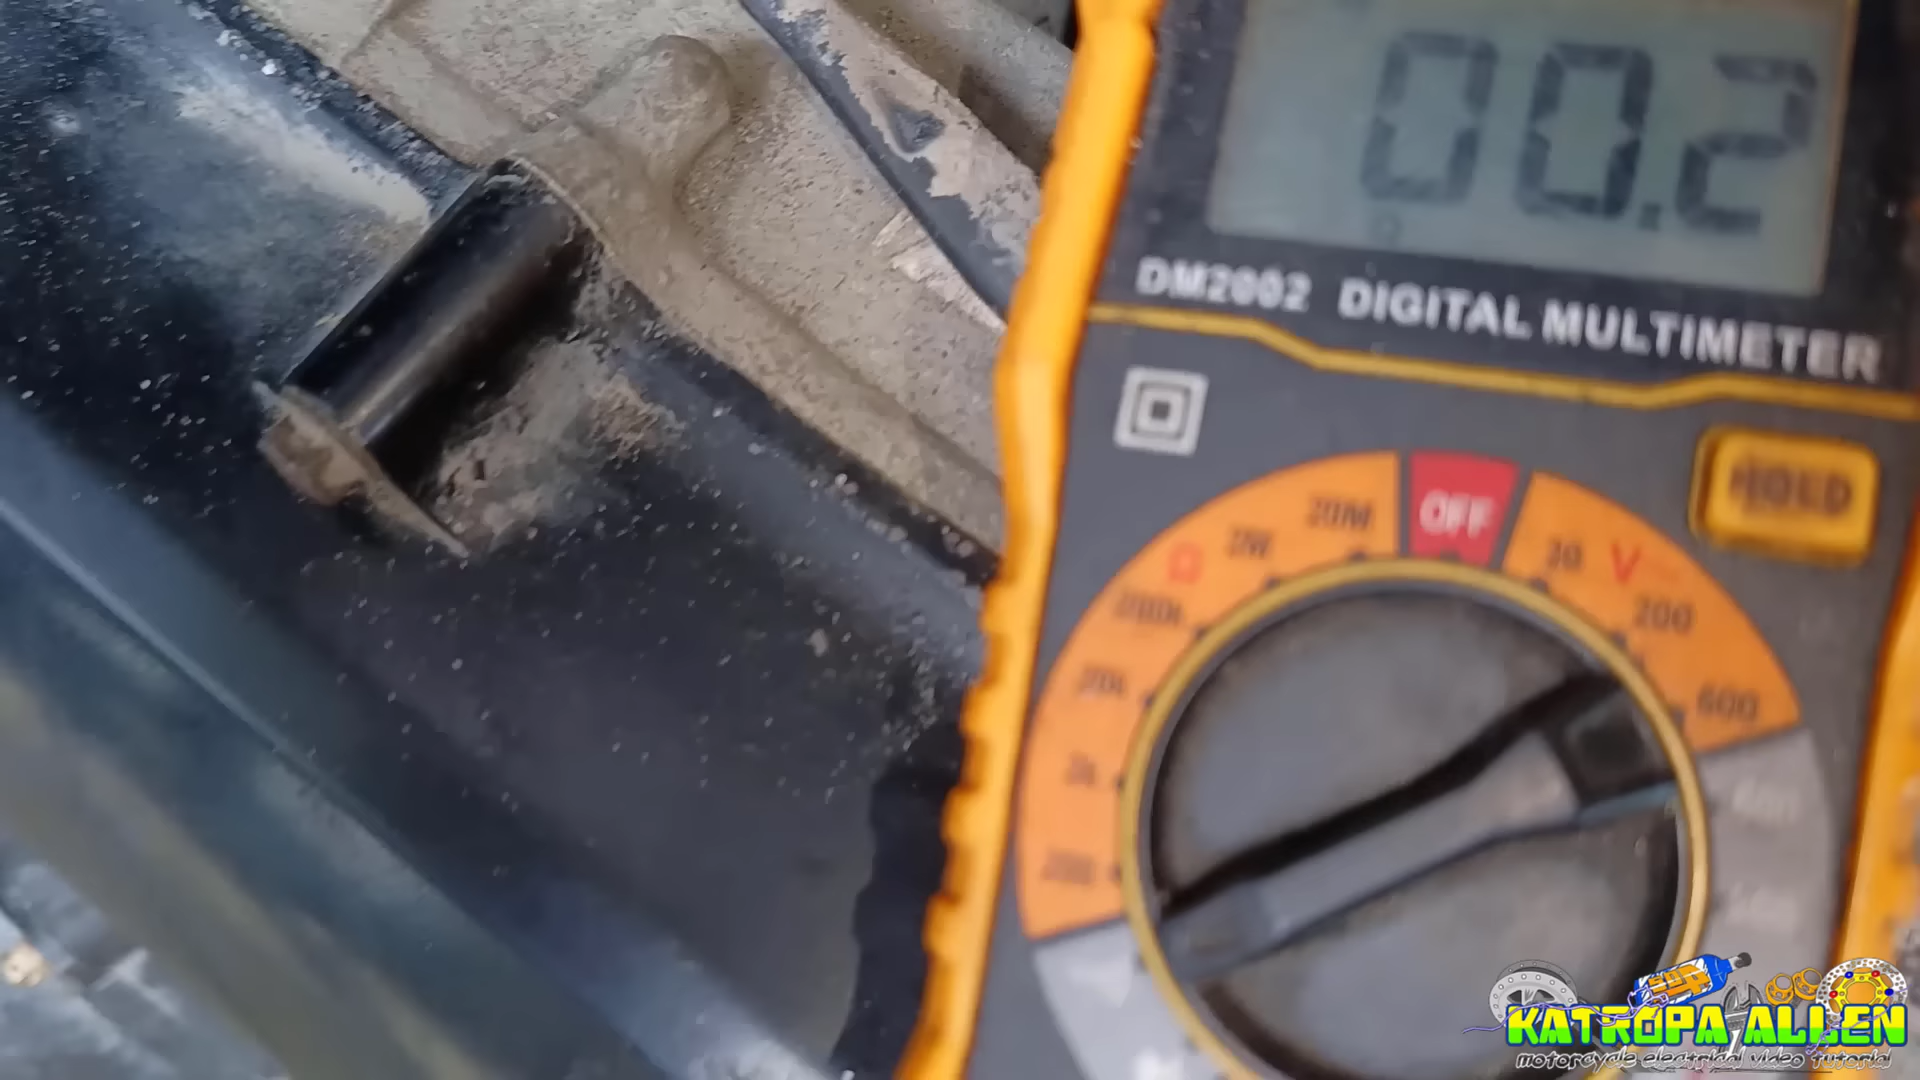 00.2
DM2002 DIGITAL MULTIMETER
HOLD
OFF
20M
2M
Ω
200k
20k
2k
200
20
V
200
600
KATROPA ALLEN
motorcycle electrical video tutorial